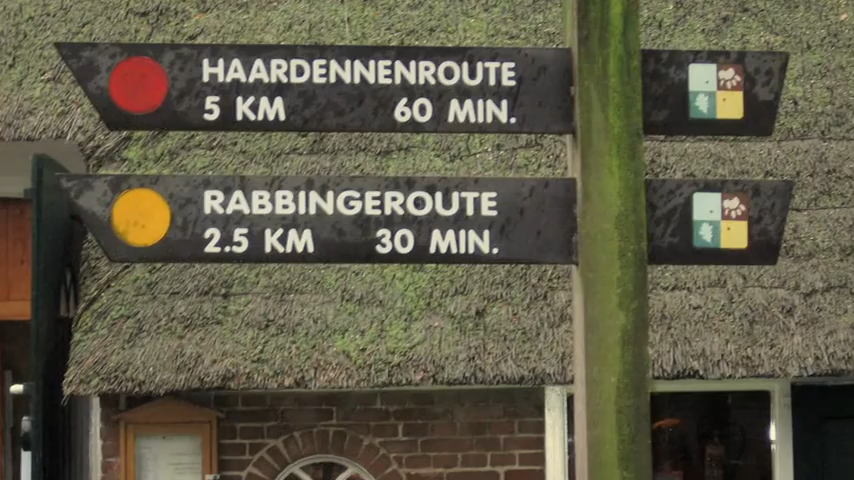 HAARDENNENROUTE
5 KM 60 MIN.
RABBINGEROUTE
2.5 KM 30 MIN.